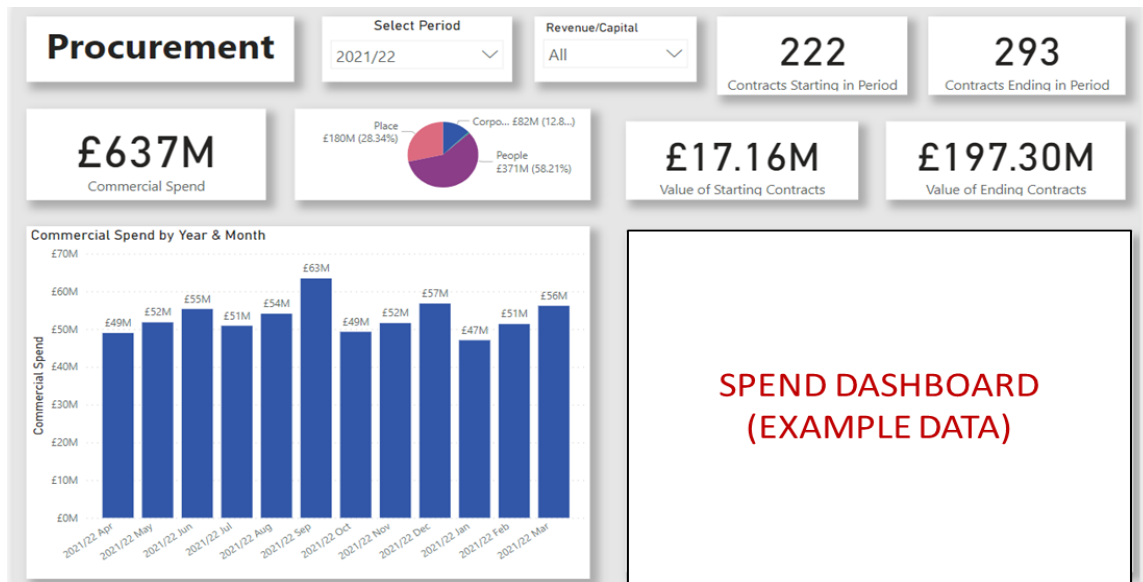 Procurement
Select Period
2021/22
Revenue/Capital
All
222
Contracts Starting in Period
293
Contracts Ending in Period
£637M
Commercial Spend
Place
£180M (28.34%)
Corpo... £82M (12.8...)
People
£371M (58.21%)
£17.16M
Value of Starting Contracts
£197.30M
Value of Ending Contracts
Commercial Spend by Year & Month
Commercial Spend
£70M
£60M
£50M
£40M
£30M
£20M
£10M
£0M
£49M
£52M
£55M
£51M
£54M
£63M
£49M
£52M
£57M
£47M
£51M
£56M
2021/22 Apr
2021/22 May
2021/22 Jun
2021/22 Jul
2021/22 Aug
2021/22 Sep
2021/22 Oct
2021/22 Nov
2021/22 Dec
2021/22 Jan
2021/22 Feb
2021/22 Mar
SPEND DASHBOARD
(EXAMPLE DATA)